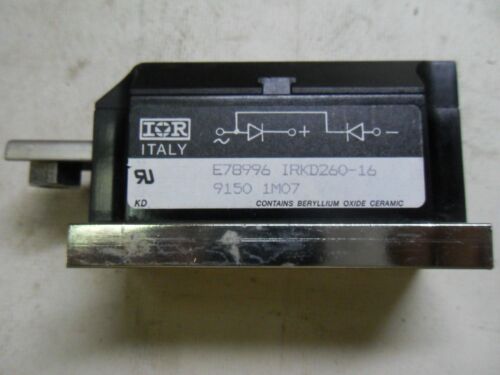 IOR
ITALY
~ + -
E78996 IRKD260-16
9150 1M07
KD
CONTAINS BERYLLIUM OXIDE CERAMIC